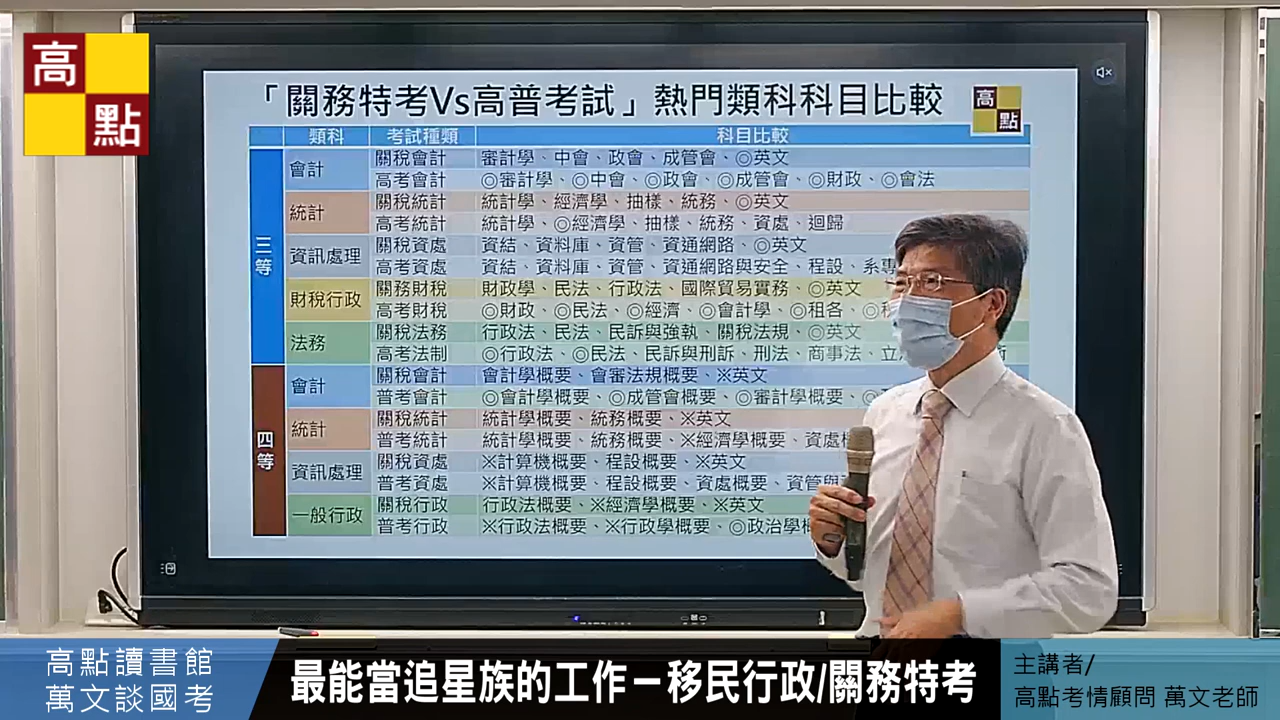 高
點
「關務特考Vs高普考試」熱門類科科目比較
高
點
類科 考試種類 科目比較
三等
會計 關稅會計 審計學、中會、政會、成管會、◎英文
高考會計 ◎審計學、◎中會、◎政會、◎成管會、◎財政、◎會法
統計 關稅統計 統計學、經濟學、抽樣、統務、◎英文
高考統計 統計學、◎經濟學、抽樣、統務、資處、迴歸
資訊處理 關稅資處 資結、資料庫、資管、資通網路、◎英文
高考資處 資結、資料庫、資管、資通網路與安全、程設、系專
財稅行政 關務財稅 財政學、民法、行政法、國際貿易實務、◎英文
高考財稅 ◎財政、◎民法、◎經濟、◎會計學、◎租各、◎
法務 關稅法務 行政法、民法、民訴與強執、關稅法規、◎英文
高考法制 ◎行政法、◎民法、民訴與刑訴、刑法、商事法、立
四等
會計 關稅會計 會計學概要、會審法規概要、※英文
普考會計 ◎會計學概要、◎成管會概要、◎審計學概要、◎
統計 關稅統計 統計學概要、統務概要、※英文
普考統計 統計學概要、統務概要、※經濟學概要、資處
資訊處理 關稅資處 ※計算機概要、程設概要、※英文
普考資處 ※計算機概要、程設概要、資處概要、資管與
一般行政 關稅行政 行政法概要、※經濟學概要、※英文
普考行政 ※行政法概要、※行政學概要、◎政治學
高點讀書館
萬文談國考
最能當追星族的工作－移民行政/關務特考
主講者/
高點考情顧問 萬文老師